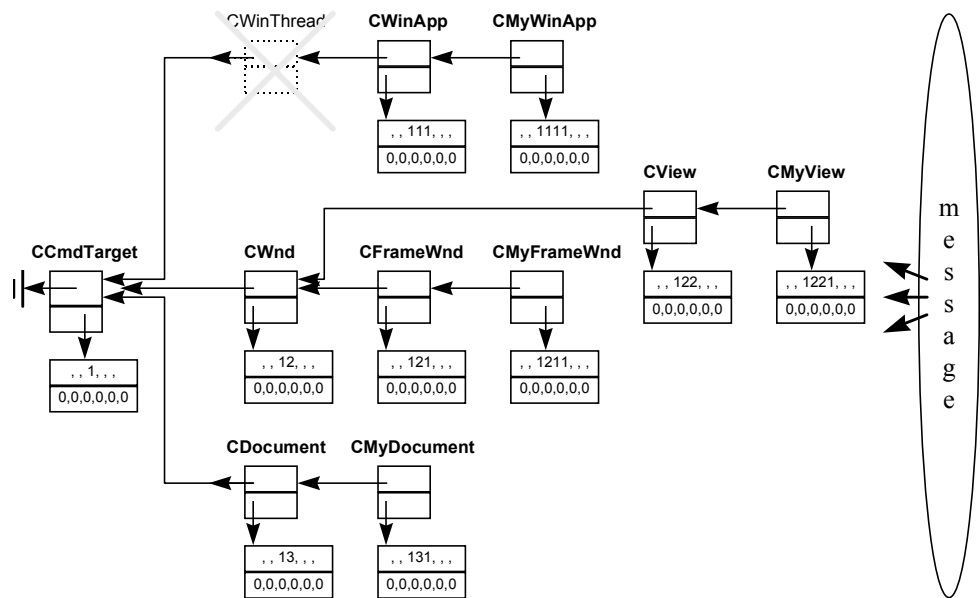 CWinThread
CWinApp
CMyWinApp
, , 111, , ,
0,0,0,0,0,0
, , 1111, , ,
0,0,0,0,0,0
CView
CMyView
, , 122, , ,
0,0,0,0,0,0
, , 1221, , ,
0,0,0,0,0,0
CCmdTarget
CWnd
CFrameWnd
CMyFrameWnd
, , 1, , ,
0,0,0,0,0,0
, , 12, , ,
0,0,0,0,0,0
, , 121, , ,
0,0,0,0,0,0
, , 1211, , ,
0,0,0,0,0,0
CDocument
CMyDocument
, , 13, , ,
0,0,0,0,0,0
, , 131, , ,
0,0,0,0,0,0
message